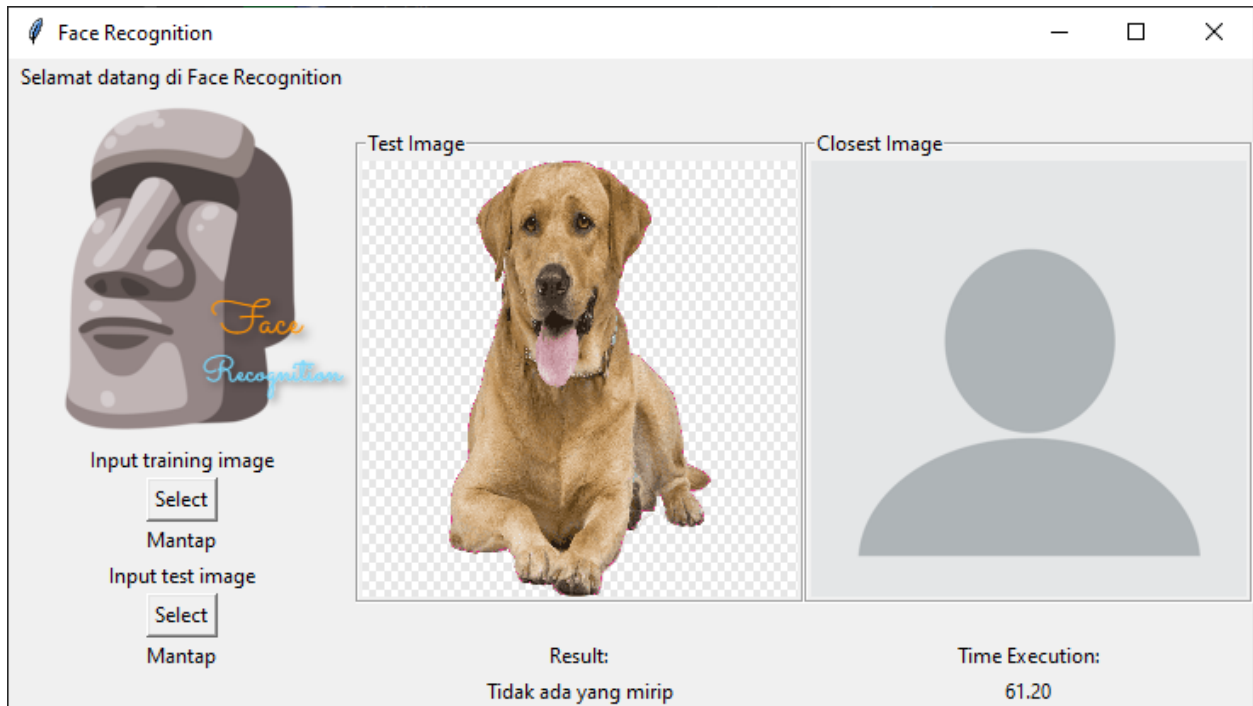 Face Recognition
Selamat datang di Face Recognition
Face
Recognition
Input training image
Select
Mantap
Input test image
Select
Mantap
Test Image
Closest Image
Result:
Tidak ada yang mirip
Time Execution:
61.20